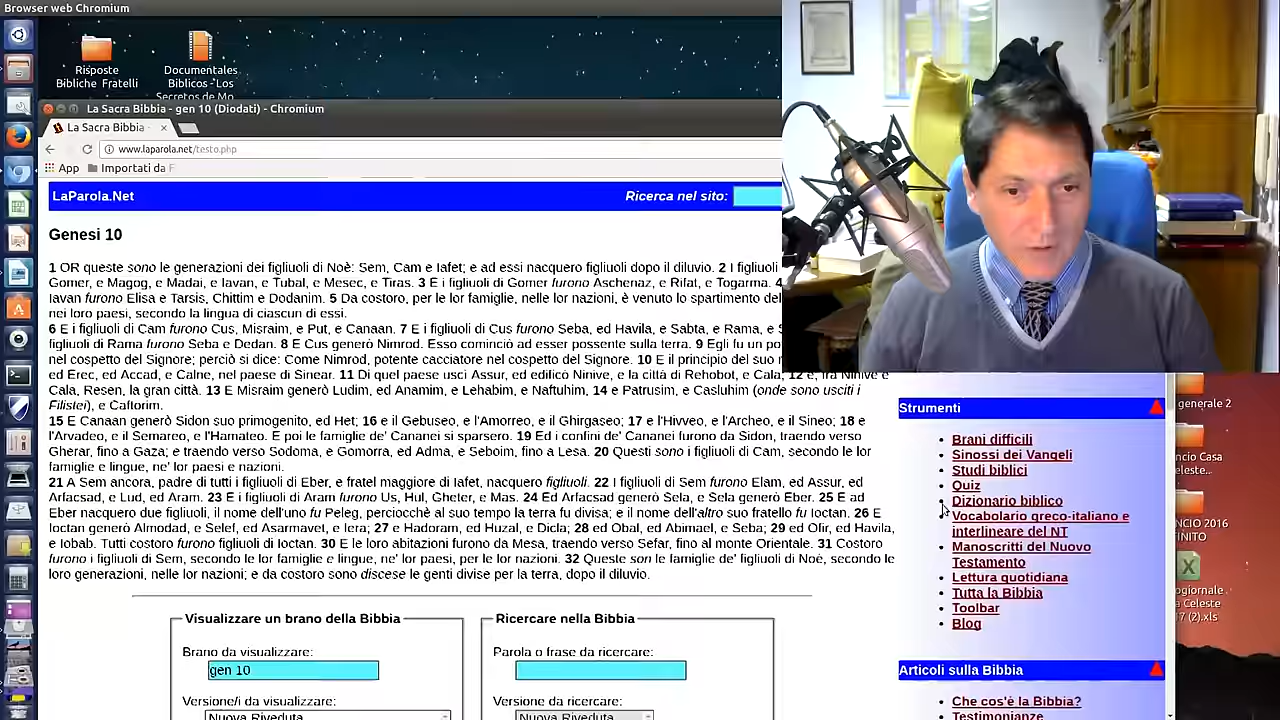 Browser web Chromium
Risposte
Bibliche Fratelli
Documentales
Biblicos - Los
Secretos de Mo
La Sacra Bibbia - gen 10 (Diodati) - Chromium
La Sacra Bibbia -
www.laparola.net/testo.php
App Importati da F
LaParola.Net Ricerca nel sito:
Genesi 10
1 OR queste sono le generazioni dei figliuoli di Noè: Sem, Cam e Iafet; e ad essi nacquero figliuoli dopo il diluvio. 2 I figliuoli
Gomer, e Magog, e Madai, e Iavan, e Tubal, e Mesec, e Tiras. 3 E i figliuoli di Gomer furono Aschenaz, e Rifat, e Togarma. 4
Iavan furono Elisa e Tarsis, Chittim e Dodanim. 5 Da costoro, per le lor famiglie, nelle lor nazioni, è venuto lo spartimento del
nei lor paesi, secondo la lingua di ciascun di essi.
6 E i figliuoli di Cam furono Cus, Misraim, e Put, e Canaan. 7 E i figliuoli di Cus furono Seba, ed Havila, e Sabta, e Rama, e S
figliuoli di Rama furono Seba e Dedan. 8 E Cus generò Nimrod. Esso cominciò ad esser possente sulla terra. 9 Egli fu un po
nel cospetto del Signore; perciò si dice: Come Nimrod, potente cacciatore nel cospetto del Signore. 10 E il principio del suo r
ed Erec, ed Accad, e Calne, nel paese di Sinear. 11 Di quel paese uscì Assur, ed edificò Ninive, e la città di Rehobot, e Cala; 12 e, fra Ninive e
Cala, Resen, la gran città. 13 E Misraim generò Ludim, ed Anamim, e Lehabim, e Naftuhim, 14 e Patrusim, e Casluhim (onde sono usciti i
Filistei), e Caftorim.
15 E Canaan generò Sidon suo primogenito, ed Het; 16 e il Gebuseo, e l'Amorreo, e il Ghirgaseo; 17 e l'Hivveo, e l'Archeo, e il Sineo; 18 e
l'Arvadeo, e il Semareo, e l'Hamateo. E poi le famiglie de' Cananei si sparsero. 19 Ed i confini de' Cananei furono da Sidon, traendo verso
Gherar, fino a Gaza; e traendo verso Sodoma, e Gomorra, ed Adma, e Seboim, fino a Lesa. 20 Questi sono i figliuoli di Cam, secondo le lor
famiglie e lingue, ne' lor paesi e nazioni.
21 A Sem ancora, padre di tutti i figliuoli di Eber, e fratel maggiore di Iafet, nacquero figliuoli. 22 I figliuoli di Sem furono Elam, ed Assur, ed
Arfacsad, e Lud, ed Aram. 23 E i figliuoli di Aram furono Us, Hul, Gheter, e Mas. 24 Ed Arfacsad generò Sela, e Sela generò Eber. 25 E ad
Eber nacquero due figliuoli, il nome dell'uno fu Peleg, perciocchè al suo tempo la terra fu divisa; e il nome dell'altro suo fratello fu Ioctan. 26 E
Ioctan generò Almodad, e Selef, ed Asarmavet, e Iera; 27 e Hadoram, ed Huzal, e Dicla; 28 ed Obal, ed Abimael, e Seba; 29 ed Ofir, ed Havila,
e Iobab. Tutti costoro furono figliuoli di Ioctan. 30 E le loro abitazioni furono da Mesa, traendo verso Sefar, fino al monte Orientale. 31 Costoro
furono i figliuoli di Sem, secondo le lor famiglie e lingue, ne' lor paesi, per le lor nazioni. 32 Queste son le famiglie de' figliuoli di Noè, secondo le
loro generazioni, nelle lor nazioni; e da costoro sono discese le genti divise per la terra, dopo il diluvio.
Visualizzare un brano della Bibbia
Brano da visualizzare:
gen 10
Versione/i da visualizzare:
Nuova Riveduta
Ricercare nella Bibbia
Parola o frase da ricercare:
Versione da ricercare:
Nuova Riveduta
Strumenti
Brani difficili
Sinossi dei Vangeli
Studi biblici
Quiz
Dizionario biblico
Vocabolario greco-italiano e
interlineare del NT
Manoscritti del Nuovo
Testamento
Lettura quotidiana
Tutta la Bibbia
Toolbar
Blog
Articoli sulla Bibbia
Che cos'è la Bibbia?
Testimonianze
generale 2
ncio Casa
eleste...
NCIO 2016
FINITO
ogiornale
a Celeste
17 (2).xls